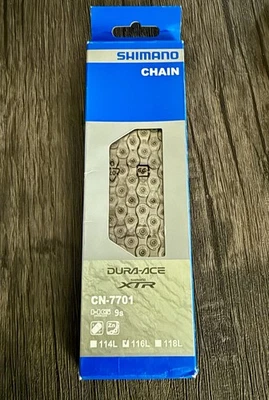 SHIMANO
CHAIN
DURA-ACE
XTR
CN-7701
9s
114L 116L 118L